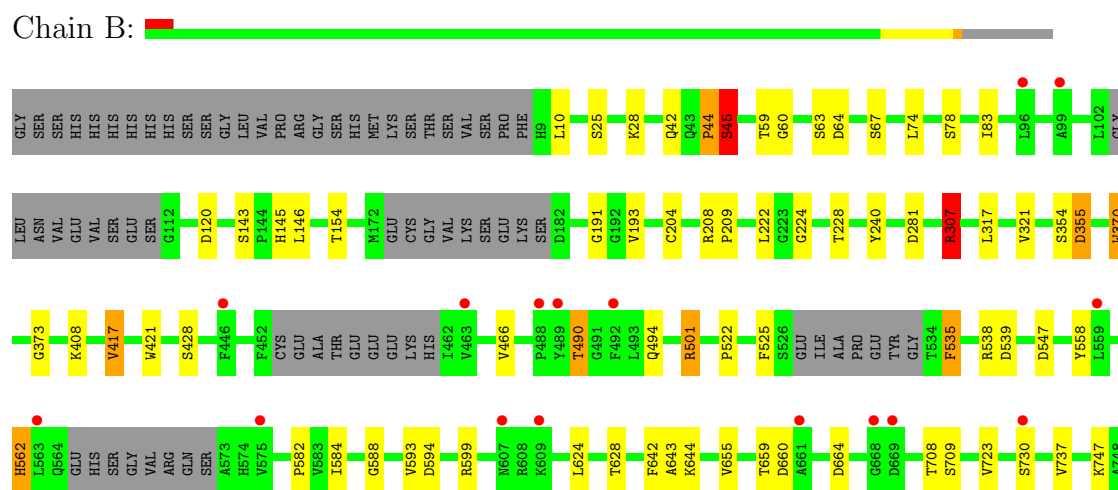 Chain B:
GLY SER SER HIS HIS HIS HIS HIS HIS SER SER GLY LEU VAL PRO ARG GLY SER HIS MET LYS SER THR SER VAL SER PRO PHE H9 L10 S25 K28 Q42 Q43 P44 S45 T59 G60 S63 D64 S67 L74 S78 I83 L96 A99 L102 GLY
LEU ASN VAL GLU VAL SER GLU SER G112 D120 S143 P144 H145 L146 T154 M172 GLU CYS GLY VAL LYS SER GLU LYS SER D182 G191 G192 V193 C204 R208 P209 L222 G223 G224 T228 Y240 D281 R307 L317 V321 S354 D355
G373 K408 V417 W421 S428 F446 F452 CYS GLU ALA THR GLU GLU GLU LYS HIS I462 V463 V466 P488 Y489 T490 G491 F492 L493 Q494 R501 P522 F525 S526 GLU ILE ALA PRO GLU TYR GLY T534 F535 R538 D539 D547 Y558 L559
H562 L563 Q564 GLU HIS SER GLY VAL ARG GLN SER A573 H574 V575 P582 V583 I584 G588 V593 D594 R599 N607 R608 K609 L624 T628 F642 A643 K644 V655 T659 D660 A661 D664 G668 D669 T708 S709 V723 S730 V737 K747